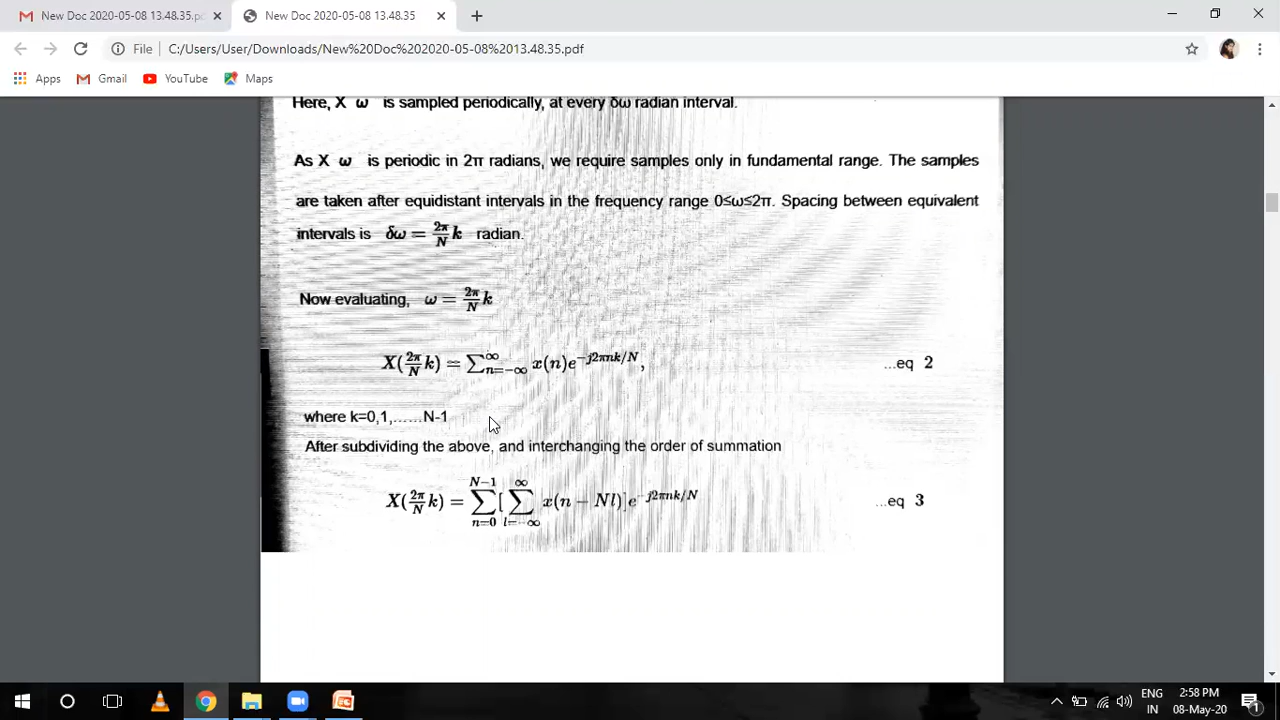 New Doc 2020-05-08 13.48.35.pd
New Doc 2020-05-08 13.48.35
File C:/Users/User/Downloads/New%20Doc%202020-05-08%2013.48.35.pdf
Apps Gmail YouTube Maps
Here, X ω is sampled periodically, at every δω radian interval.
As X ω is periodic in 2π radians, we require samples only in fundamental range. The samples
are taken after equidistant intervals in the frequency range 0≤ω≤2π. Spacing between equivalent
intervals is δω = 2π/N k radian.
Now evaluating, ω = 2π/N k
X(2π/N k) = ∑_{n=-∞}^{∞} x(n)e^{-j2πnk/N}, ...eq 2
where k=0,1,……N-1
After subdividing the above, and interchanging the order of summation
X(2π/N k) = ∑_{n=0}^{N-1} [∑_{l=-∞}^{∞} x(n − Nl)]e^{-j2πnk/N} ...eq 3
ENG
IN
2:58 PM
08-May-20
1